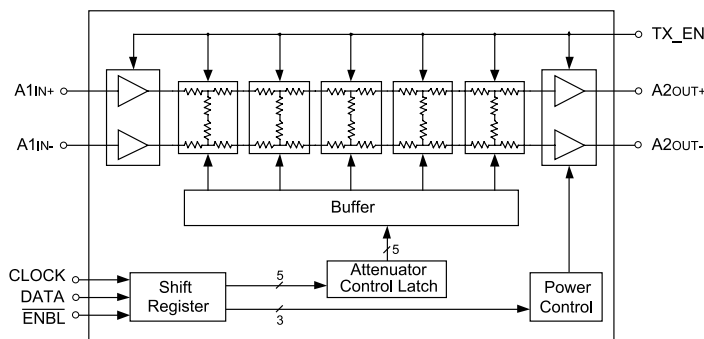 TX_EN
A1IN+
A2OUT+
A1IN-
A2OUT-
Buffer
5
CLOCK
DATA
ENBL
Shift
Register
5
3
Attenuator
Control Latch
Power
Control